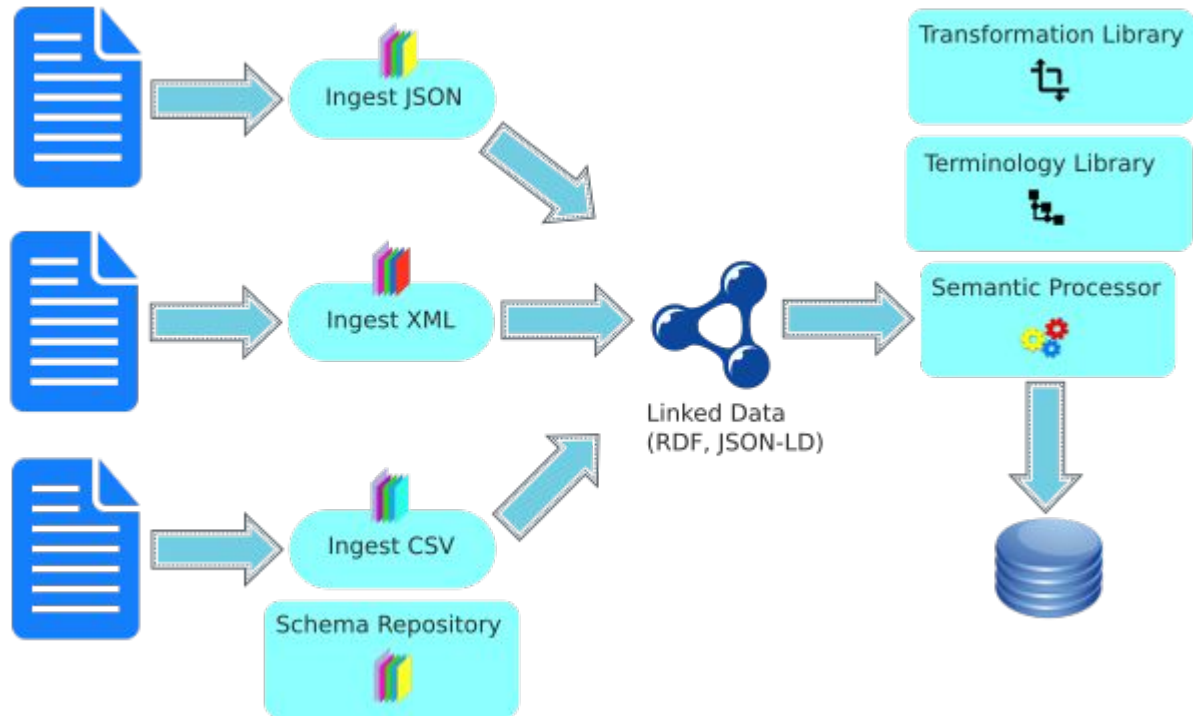 Transformation Library
Ingest JSON
Terminology Library
Ingest XML
Semantic Processor
Linked Data
(RDF, JSON-LD)
Ingest CSV
Schema Repository